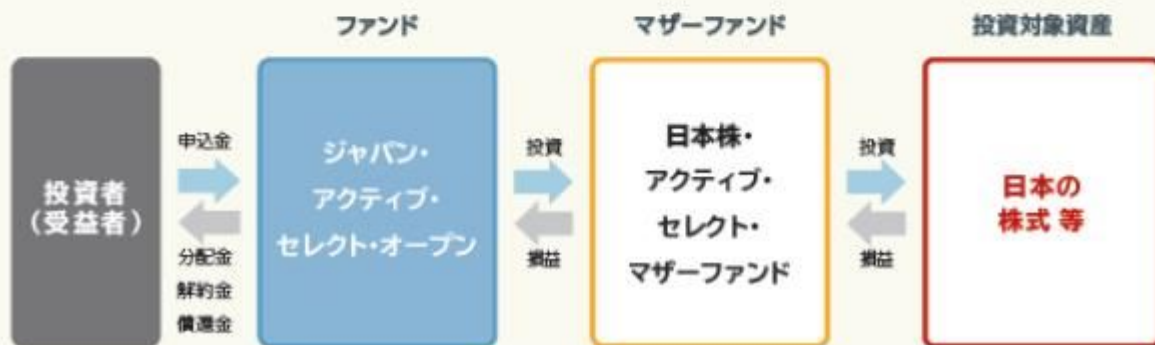 ファンド
マザーファンド
投資対象資産
投資者
（受益者）
申込金
分配金
解約金
償還金
ジャパン・
アクティブ・
セレクト・オープン
投資
損益
日本株・
アクティブ・
セレクト・
マザーファンド
投資
損益
日本の
株式 等